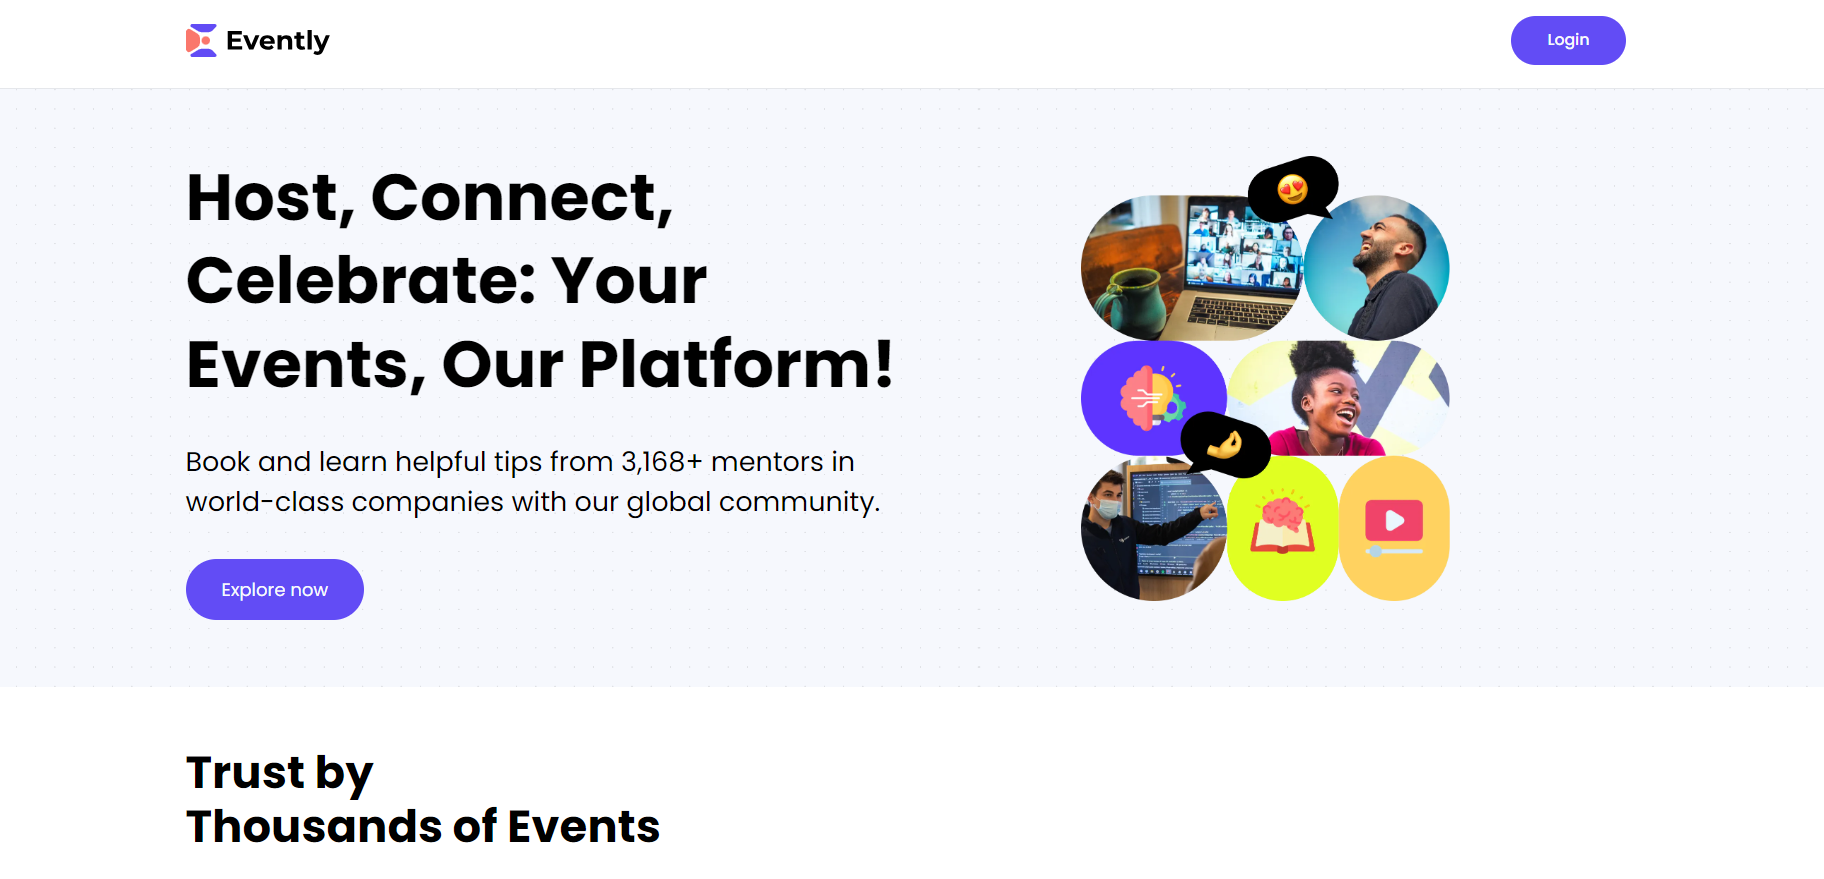 Evently
Login
Host, Connect,
Celebrate: Your
Events, Our Platform!
Book and learn helpful tips from 3,168+ mentors in
world-class companies with our global community.
Explore now
Trust by
Thousands of Events